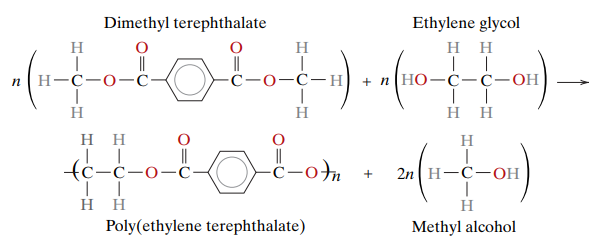 Dimethyl terephthalate Ethylene glycol
H O O H H H
n ( H—C—O—C C—O—C—H ) + n ( HO—C—C—OH ) →
H H H H
H H O O H
( C—C—O—C C—O )n + 2n ( H—C—OH )
H H H
Poly(ethylene terephthalate) Methyl alcohol